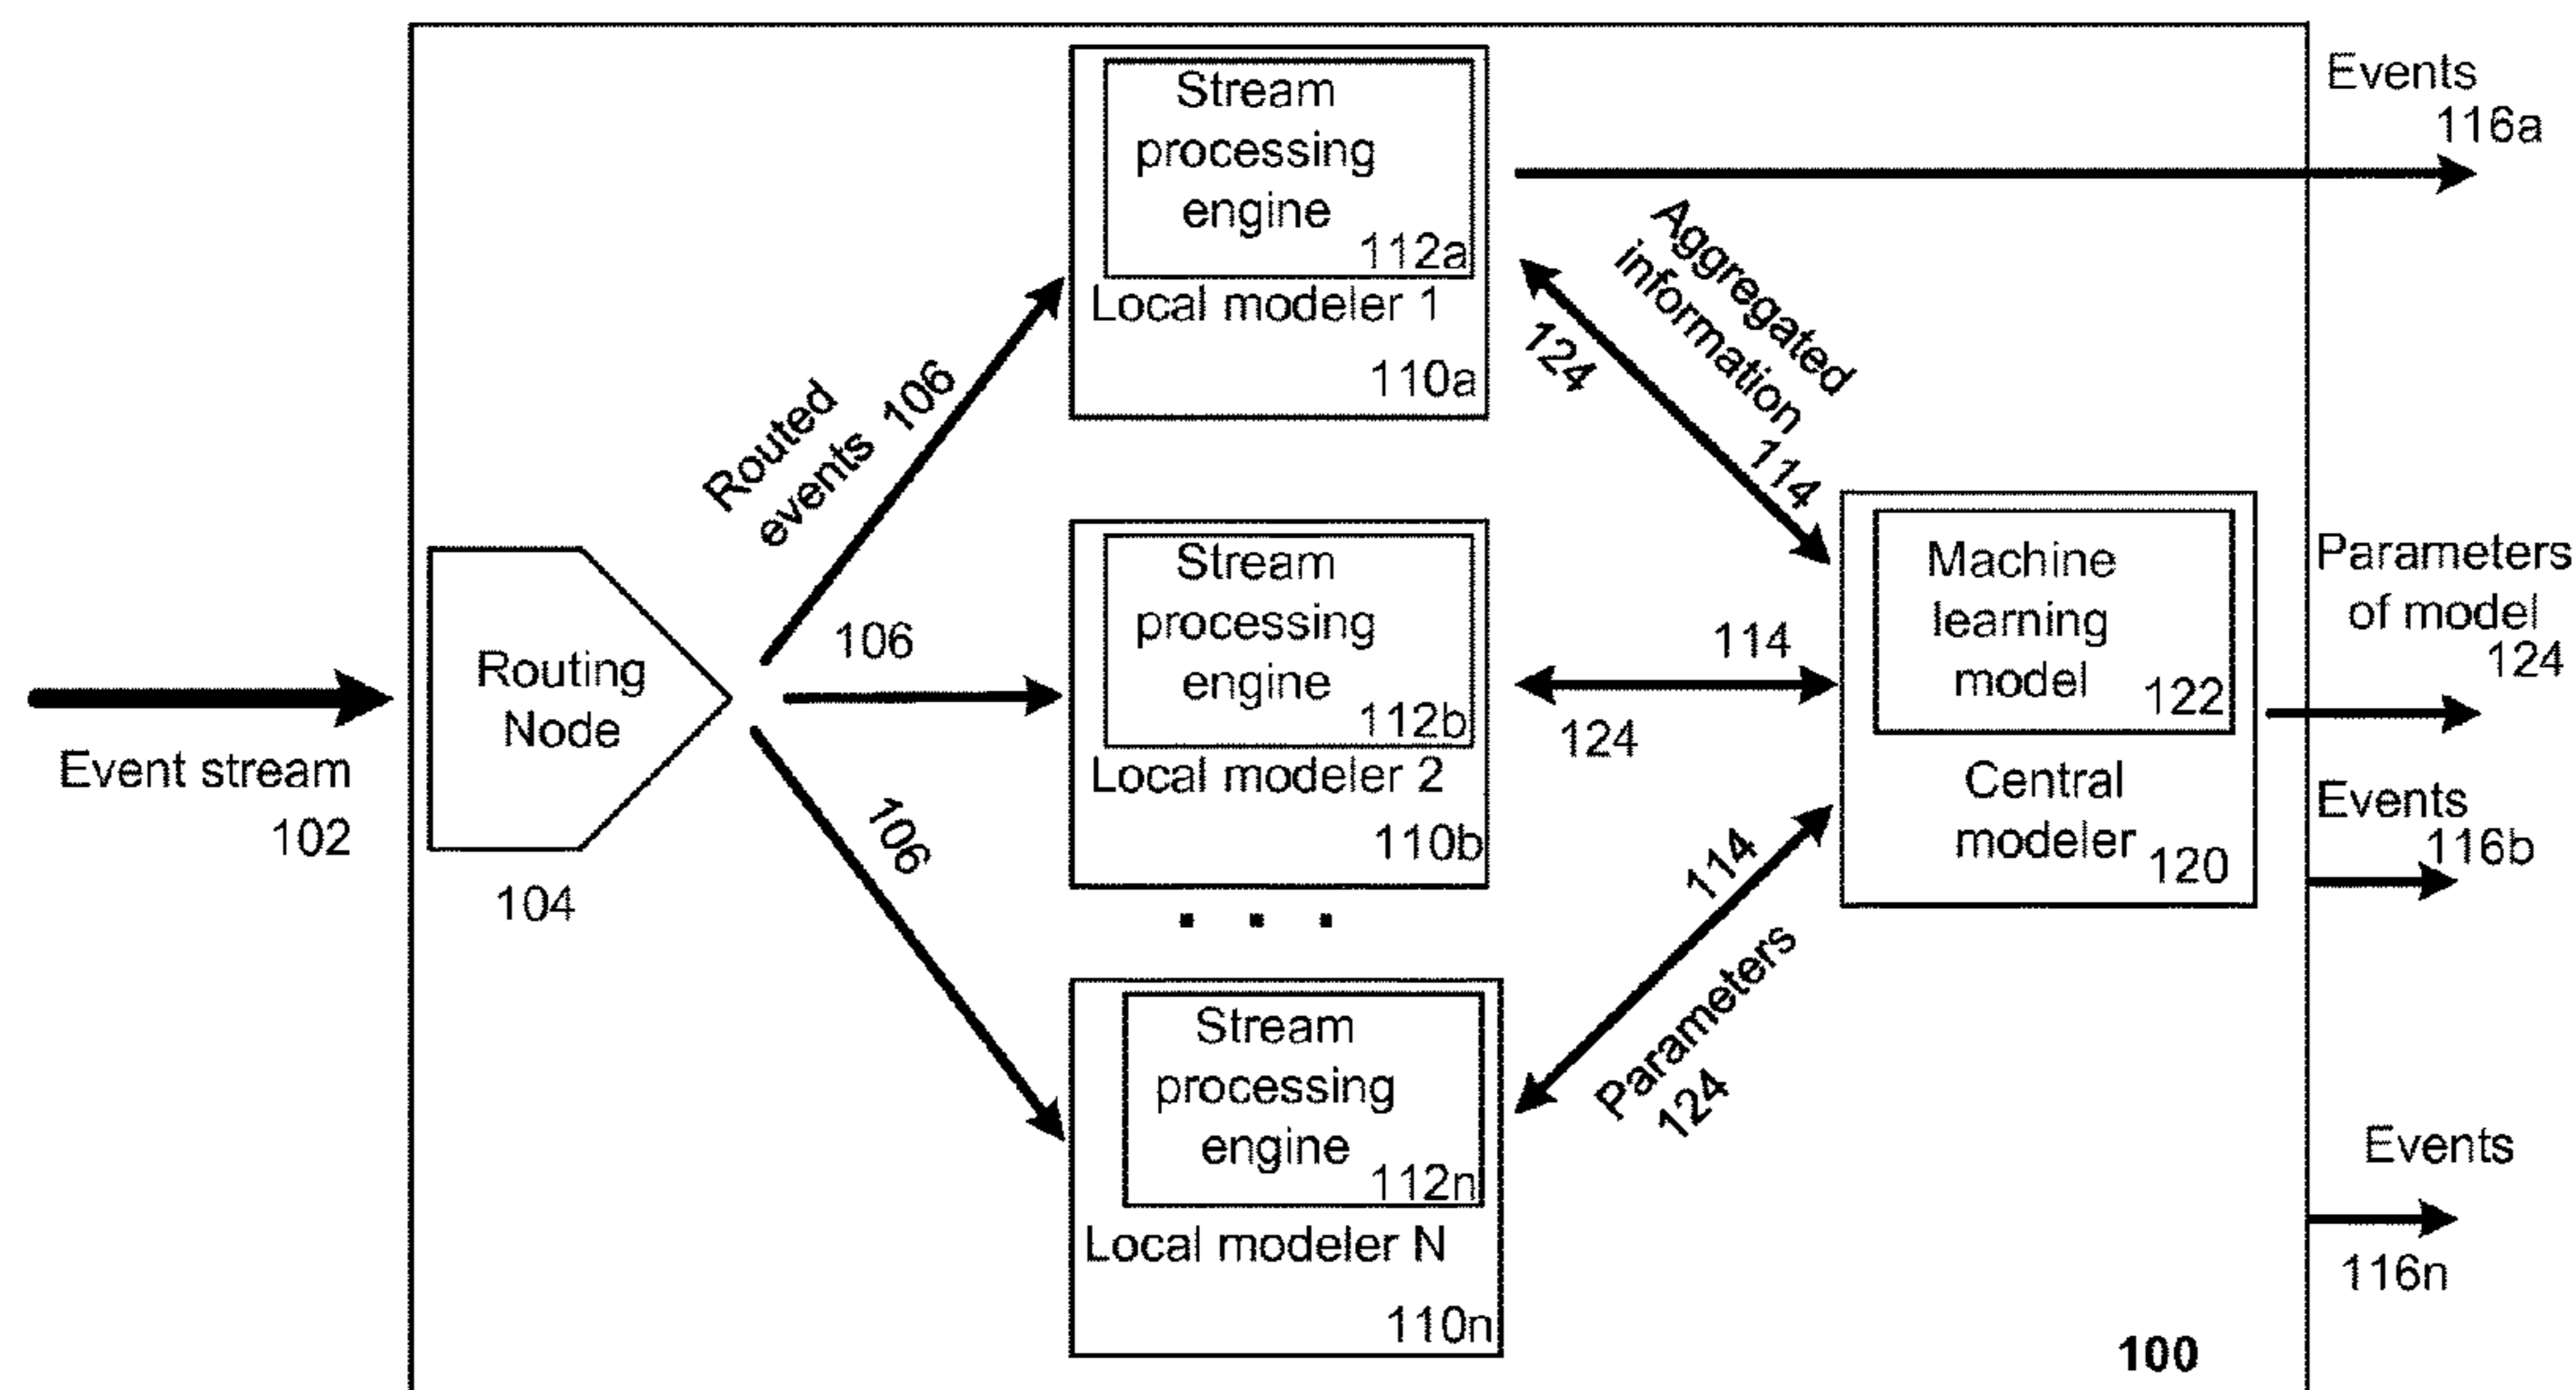 Event stream
102
Routing
Node
104
Routed
events 106
106
106
Stream
processing
engine
112a
Local modeler 1
110a
Stream
processing
engine
112b
Local modeler 2
110b
. . .
Stream
processing
engine
112n
Local modeler N
110n
Aggregated
information
114
124
114
124
114
Parameters
124
Machine
learning
model
122
Central
modeler
120
Events
116a
Parameters
of model
124
Events
116b
Events
116n
100